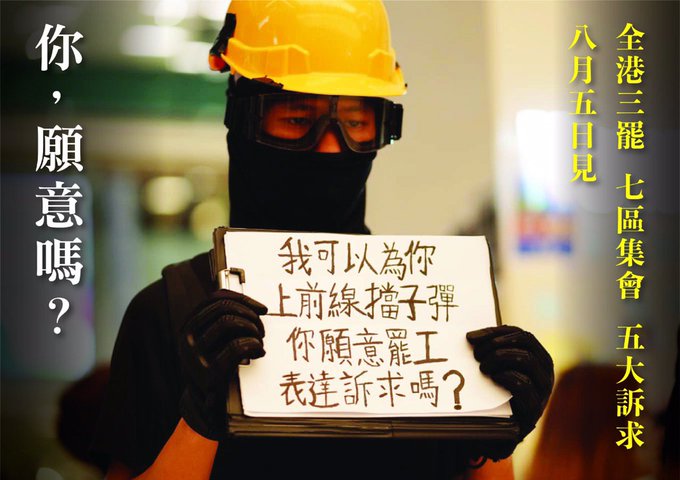 你，願意嗎？
我可以為你
上前線擋子彈
你願意罷工
表達訴求嗎？
全港三罷 七區集會 五大訴求
八月五日見